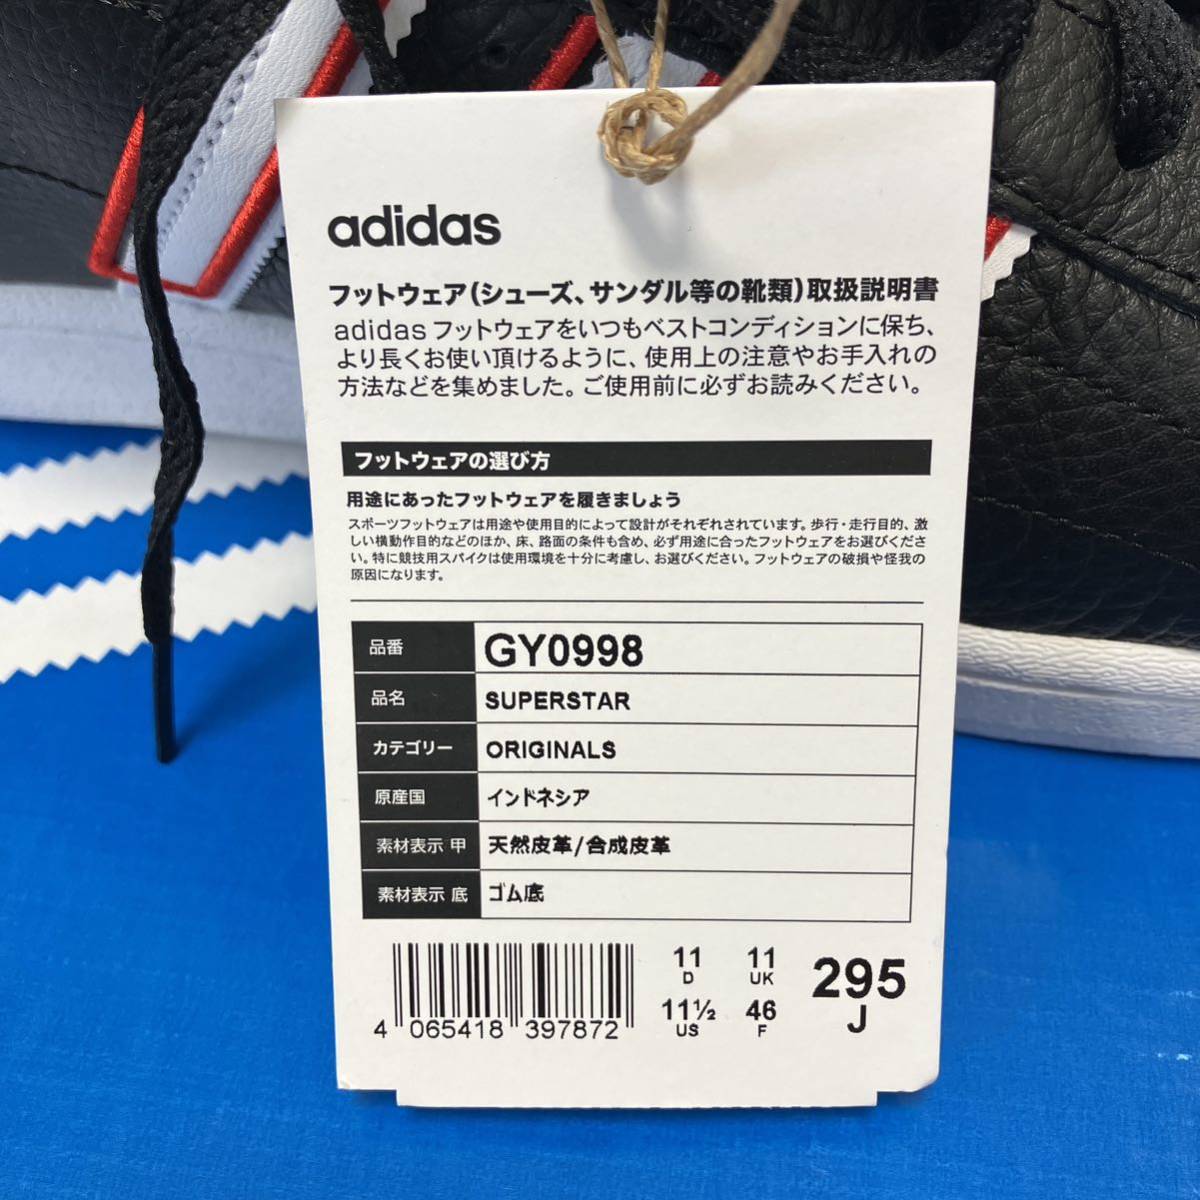 adidas
フットウェア(シューズ、サンダル等の靴類)取扱説明書
adidasフットウェアをいつもベストコンディションに保ち、
より長くお使い頂けるように、使用上の注意やお手入れの
方法などを集めました。ご使用前に必ずお読みください。
フットウェアの選び方
用途にあったフットウェアを履きましょう
スポーツフットウェアは用途や使用目的によって設計がそれぞれされています。歩行・走行目的、激
しい横動作目的などのほか、床、路面の条件も含め、必ず用途に合ったフットウェアをお選びくださ
い。特に競技用スパイクは使用環境を十分に考慮し、お選びください。フットウェアの破損や怪我の
原因になります。
品番 GY0998
品名 SUPERSTAR
カテゴリー ORIGINALS
原産国 インドネシア
素材表示 甲 天然皮革/合成皮革
素材表示 底 ゴム底
11 D 11 UK
11½ US 46 F
295 J
4 065418 397872